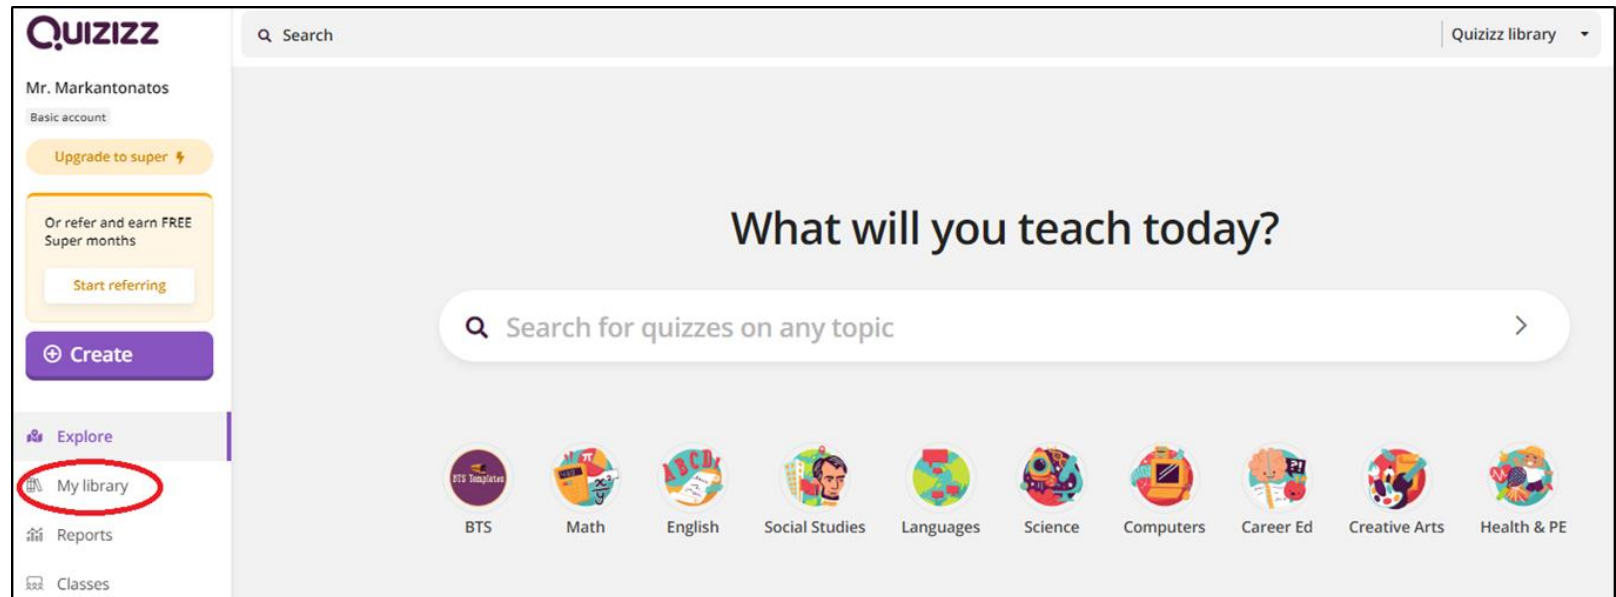 Quizizz
Search
Quizizz library
Mr. Markantonatos
Basic account
Upgrade to super
Or refer and earn FREE
Super months
Start referring
Create
Explore
My library
Reports
Classes
What will you teach today?
Search for quizzes on any topic
BTS Templates
BTS
Math
English
Social Studies
Languages
Science
Computers
Career Ed
Creative Arts
Health & PE